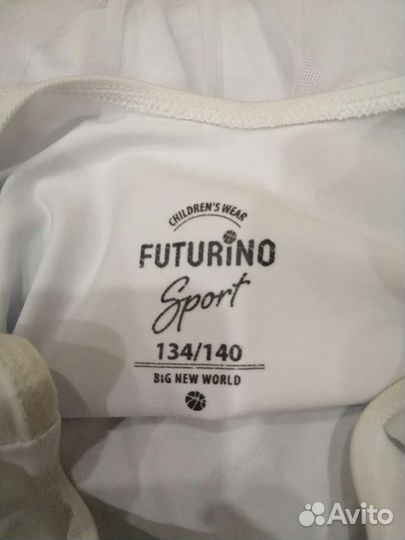 CHILDREN'S WEAR
FUTURiNO
Sport
134/140
BiG NEW WORLD
Avito